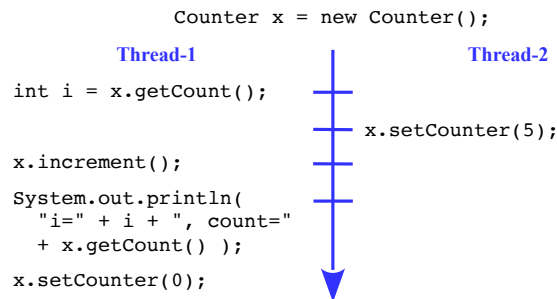 Counter x = new Counter();
Thread-1
Thread-2
int i = x.getCount();
x.setCounter(5);
x.increment();
System.out.println(
"i=" + i + ", count="
+ x.getCount() );
x.setCounter(0);